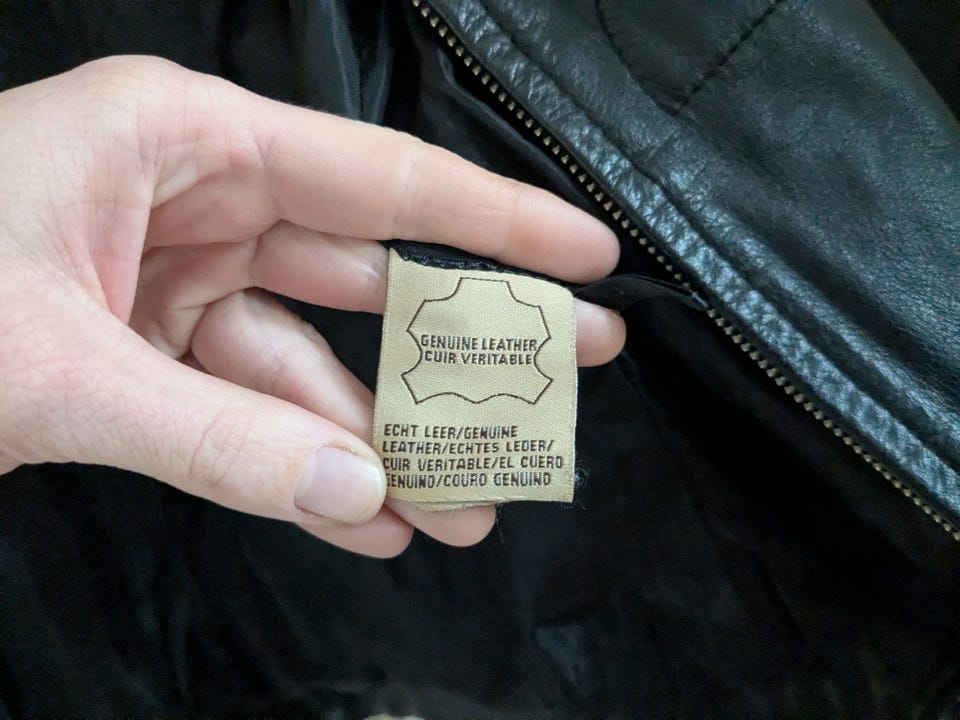 GENUINE LEATHER
CUIR VERITABLE
ECHT LEER/GENUINE
LEATHER/ECHTES LEDER/
CUIR VERITABLE/EL CUERO
GENUINO/COURO GENUINO